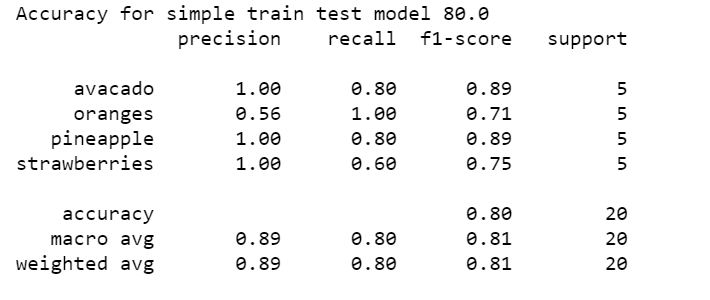 Accuracy for simple train test model 80.0
precision recall f1-score support
avacado 1.00 0.80 0.89 5
oranges 0.56 1.00 0.71 5
pineapple 1.00 0.80 0.89 5
strawberries 1.00 0.60 0.75 5
accuracy 0.80 20
macro avg 0.89 0.80 0.81 20
weighted avg 0.89 0.80 0.81 20